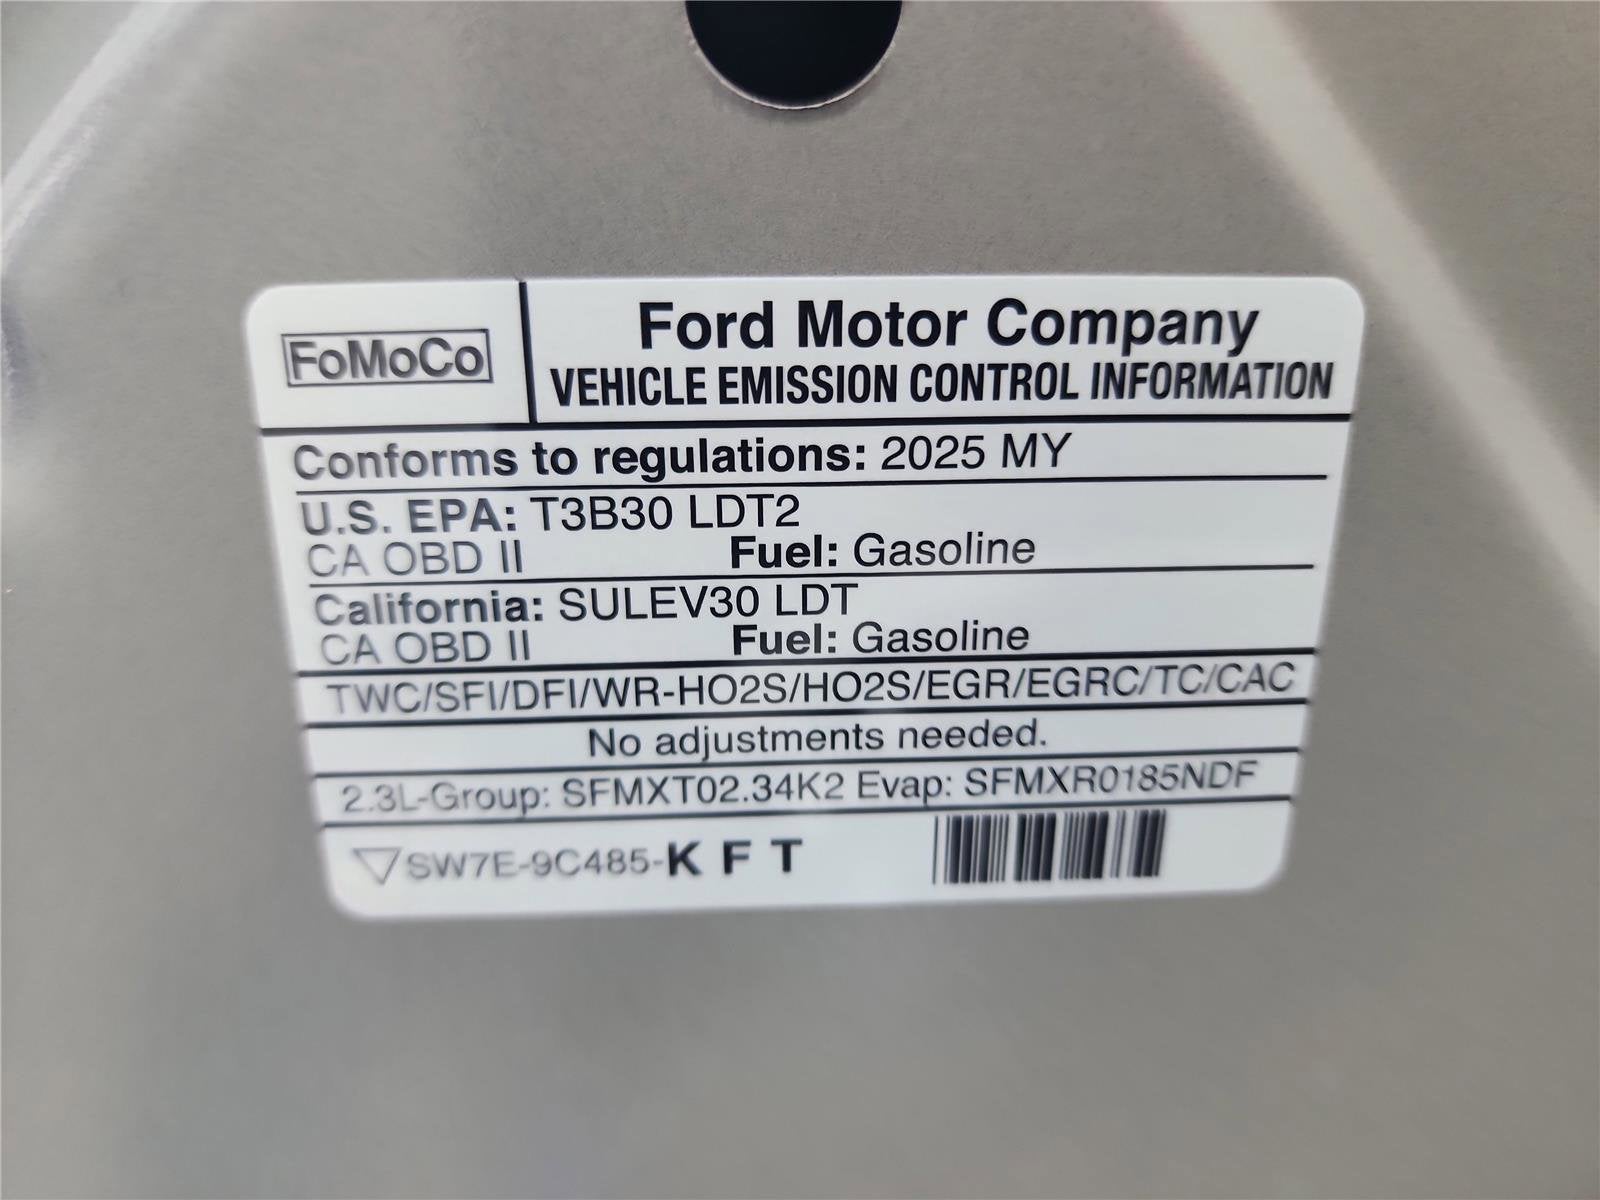 FoMoCo
Ford Motor Company
VEHICLE EMISSION CONTROL INFORMATION
Conforms to regulations: 2025 MY
U.S. EPA: T3B30 LDT2
CA OBD II Fuel: Gasoline
California: SULEV30 LDT
CA OBD II Fuel: Gasoline
TWC/SFI/DFI/WR-HO2S/HO2S/EGR/EGRC/TC/CAC
No adjustments needed.
2.3L-Group: SFMXT02.34K2 Evap: SFMXR0185NDF
▽SW7E-9C485-K F T